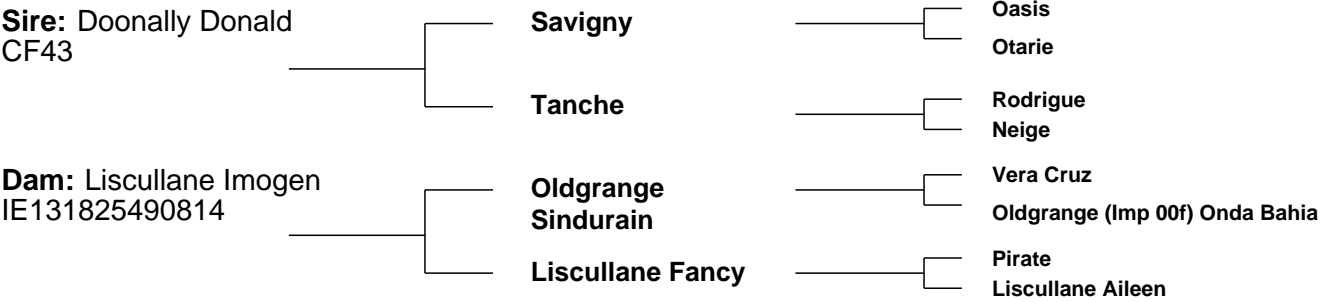 Sire: Doonally Donald
CF43
Savigny
Oasis
Otarie
Tanche
Rodrigue
Neige
Dam: Liscullane Imogen
IE131825490814
Oldgrange
Sindurain
Vera Cruz
Oldgrange (Imp 00f) Onda Bahia
Liscullane Fancy
Pirate
Liscullane Aileen